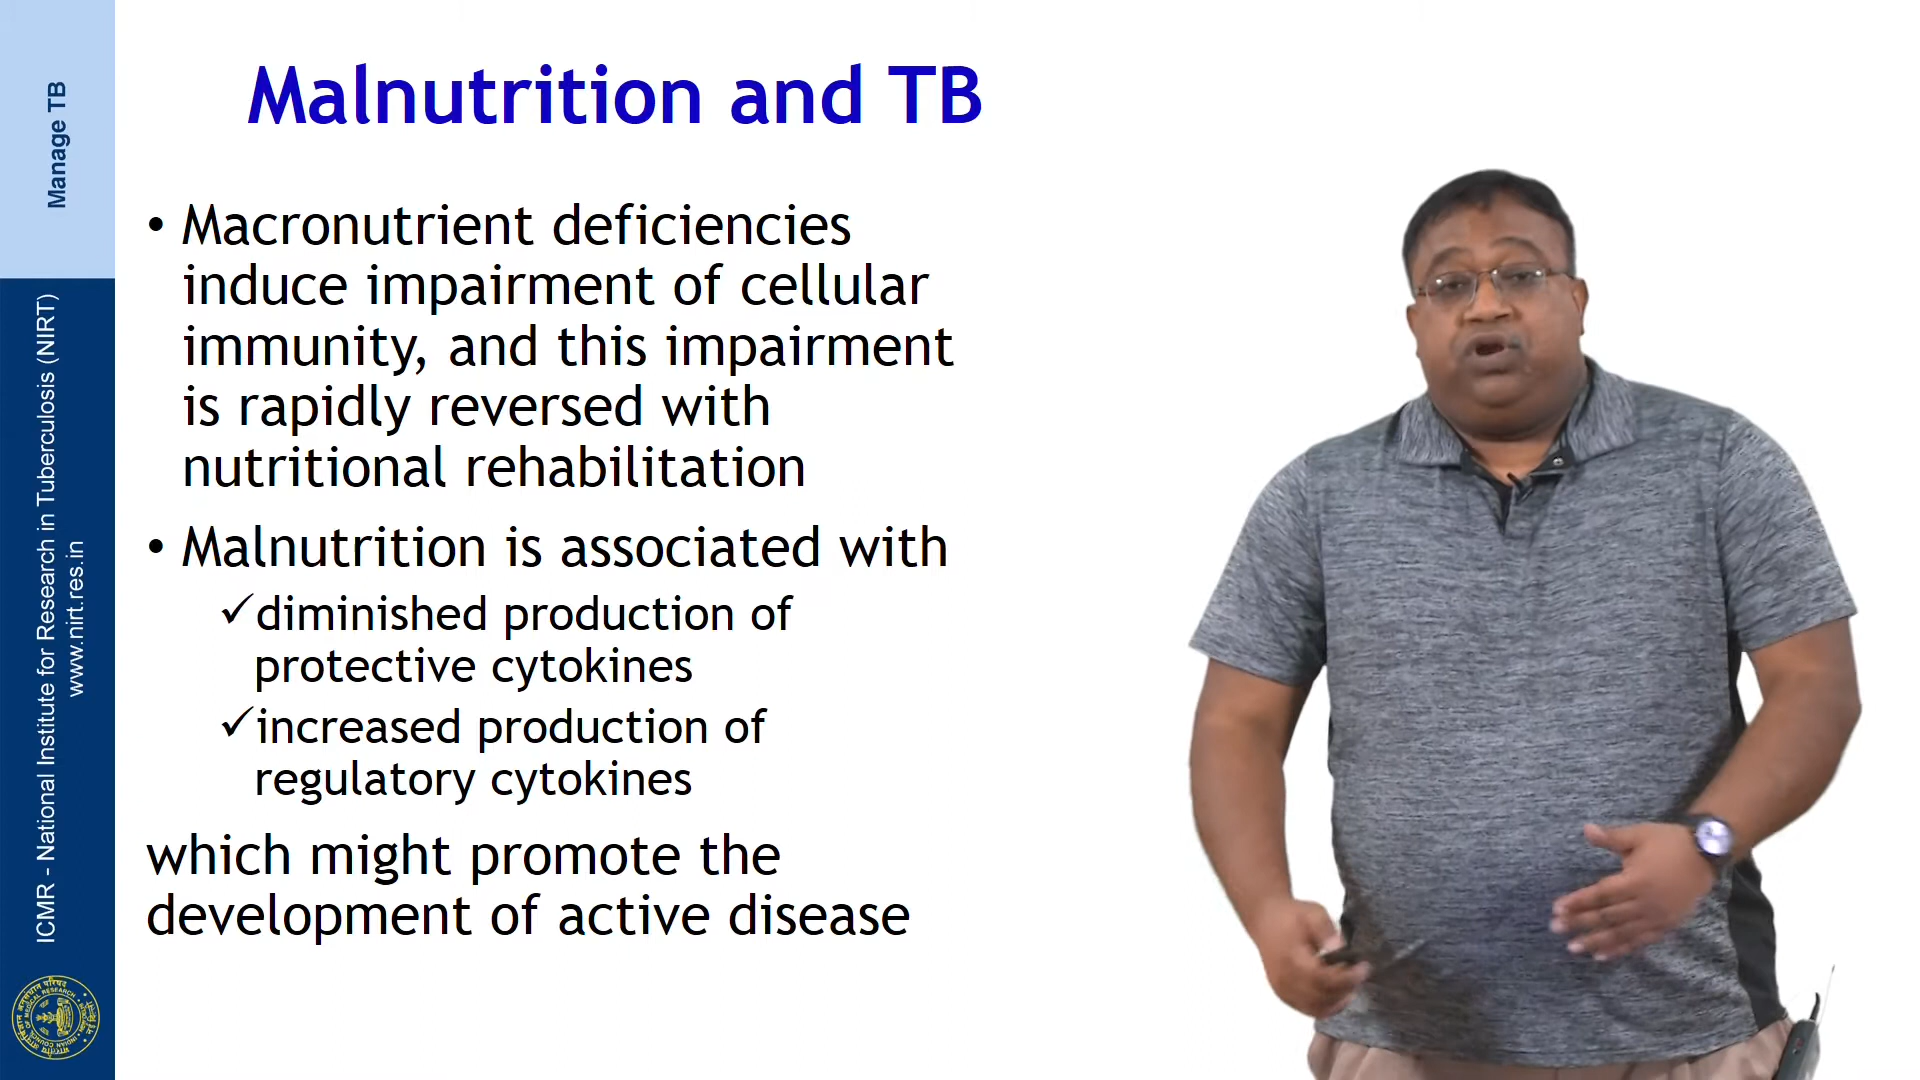 Malnutrition and TB
• Macronutrient deficiencies
induce impairment of cellular
immunity, and this impairment
is rapidly reversed with
nutritional rehabilitation
• Malnutrition is associated with
✓diminished production of
protective cytokines
✓increased production of
regulatory cytokines
which might promote the
development of active disease
Manage TB
ICMR - National Institute for Research in Tuberculosis (NIRT)
www.nirt.res.in